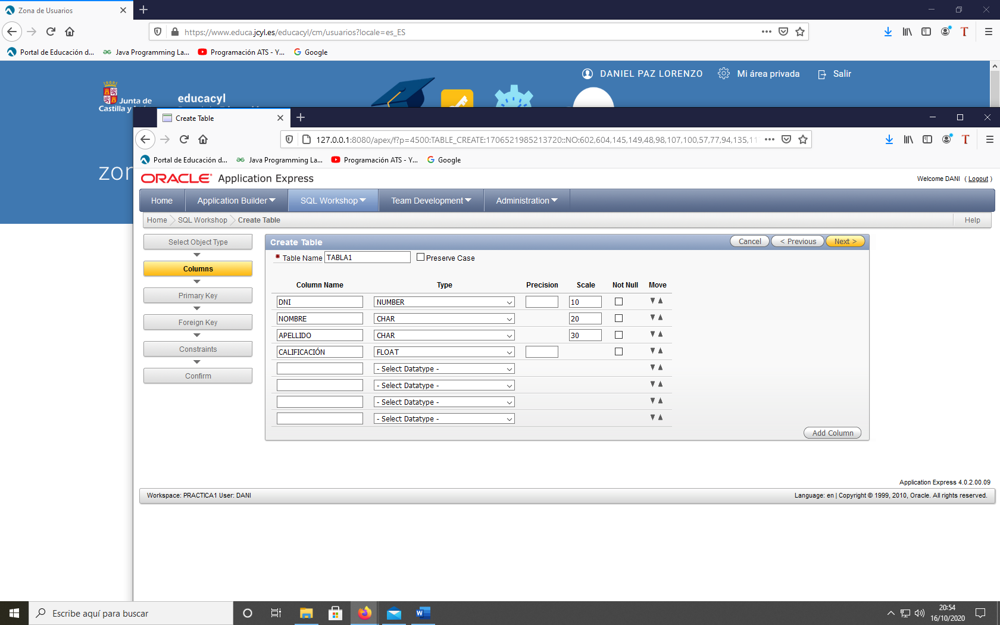 Zona de Usuarios
https://www.educa.jcyl.es/educacyl/cm/usuarios?locale=es_ES
Portal de Educación d... Java Programming La... Programación ATS - Y... Google
DANIEL PAZ LORENZO Mi área privada Salir
Junta de
Castilla y
educacyl
zor
Create Table
127.0.0.1:8080/apex/f?p=4500:TABLE_CREATE:1706521985213720::NO:602,604,145,149,48,98,107,100,57,77,94,135,11
Portal de Educación d... Java Programming La... Programación ATS - Y... Google
ORACLE Application Express
Welcome DANI ( Logout )
Home Application Builder SQL Workshop Team Development Administration
Home SQL Workshop Create Table Help
Select Object Type
Columns
Primary Key
Foreign Key
Constraints
Confirm
Create Table Cancel < Previous Next >
* Table Name TABLA1 Preserve Case
Column Name Type Precision Scale Not Null Move
DNI NUMBER 10
NOMBRE CHAR 20
APELLIDO CHAR 30
CALIFICACIÓN FLOAT
- Select Datatype -
- Select Datatype -
- Select Datatype -
- Select Datatype -
Add Column
Application Express 4.0.2.00.09
Workspace: PRACTICA1 User: DANI
Language: en | Copyright © 1999, 2010, Oracle. All rights reserved.
Escribe aquí para buscar
20:54
16/10/2020